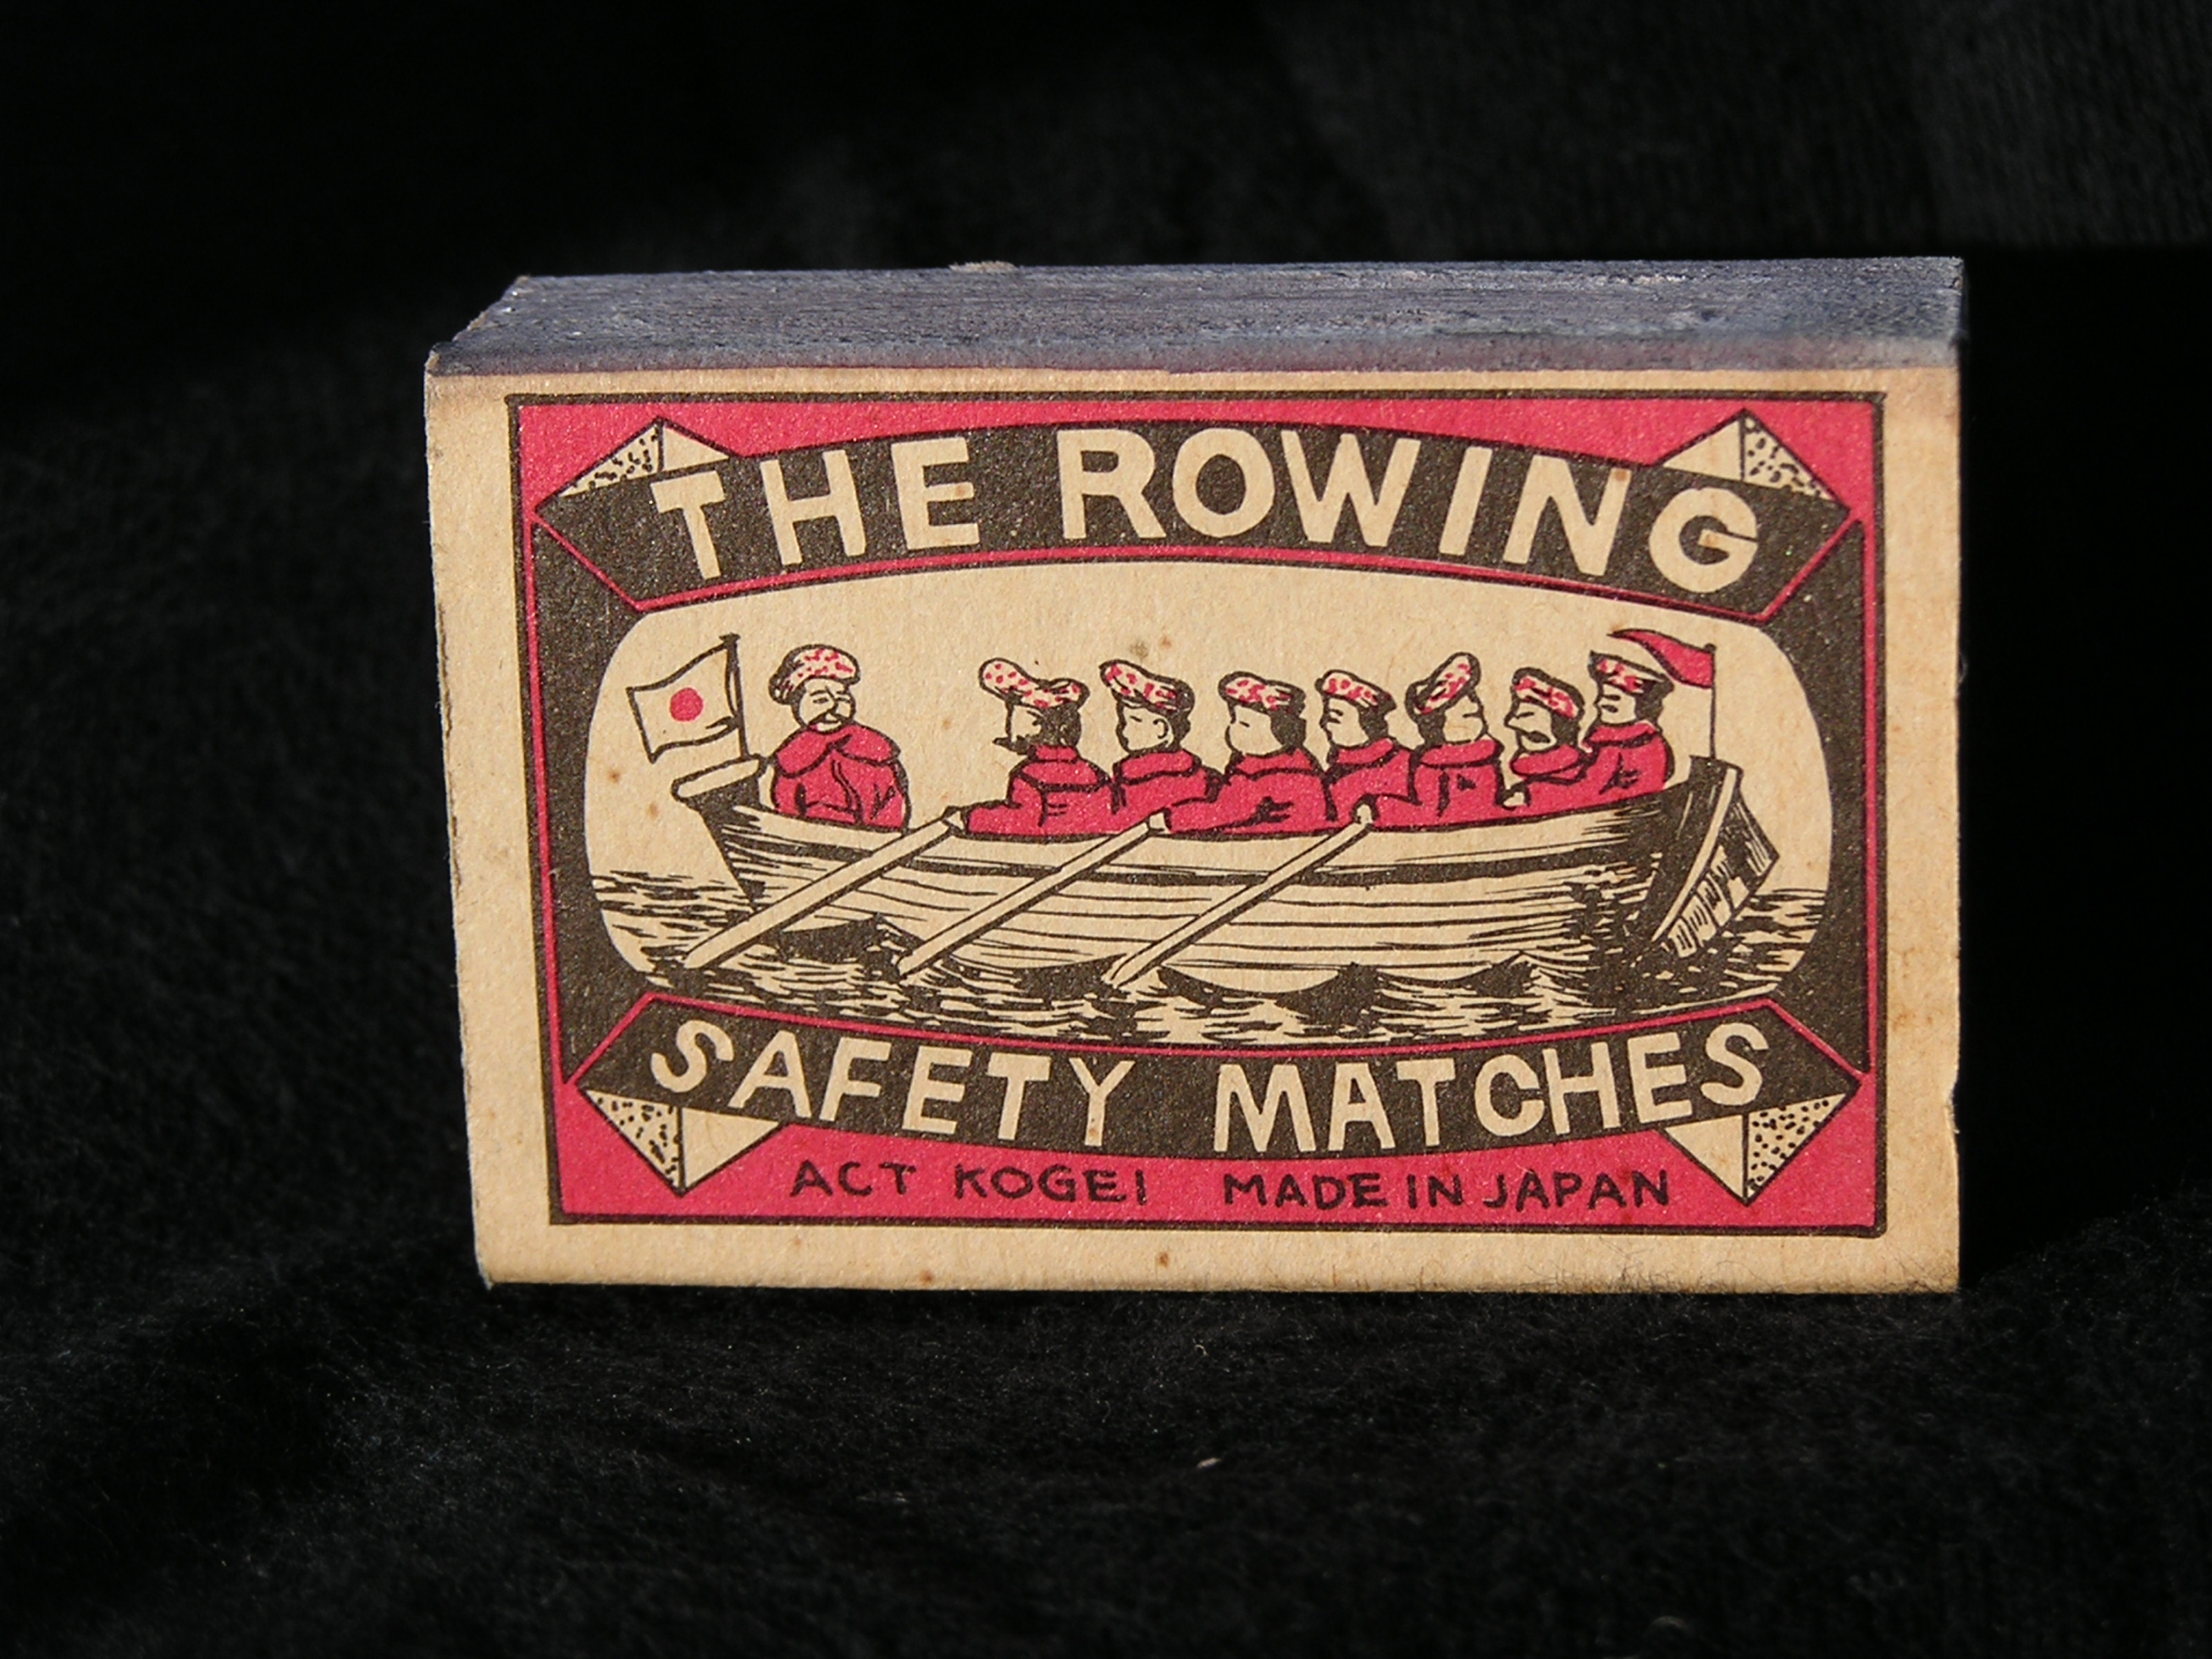 THE ROWING
SAFETY MATCHES
ACT KOGEI MADE IN JAPAN